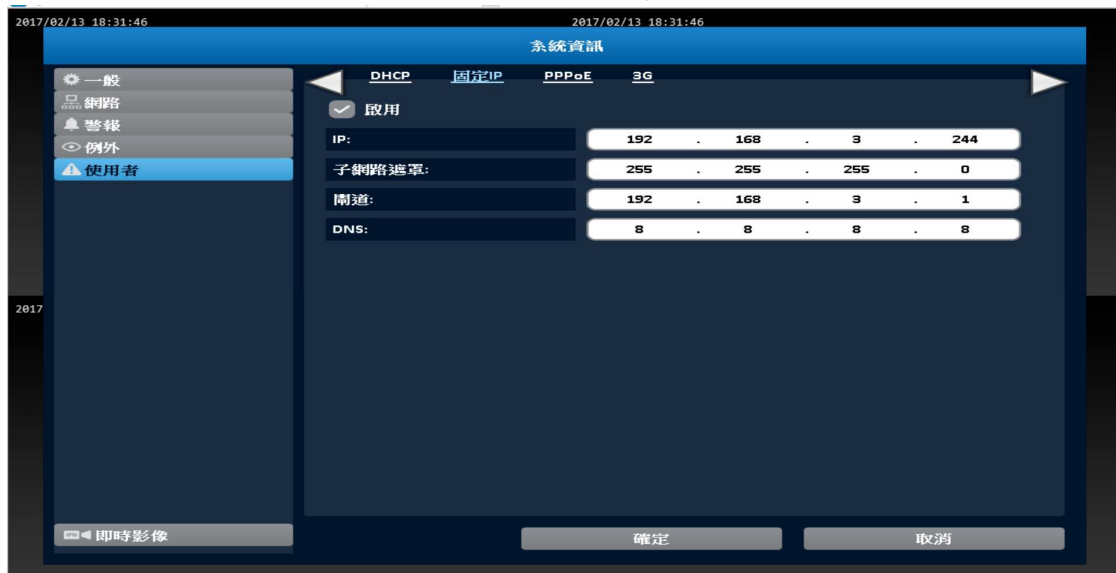 2017/02/13 18:31:46
2017/02/13 18:31:46
系統資訊
一般
網路
警報
例外
使用者
DHCP 固定IP PPPoE 3G
啟用
IP: 192 . 168 . 3 . 244
子網路遮罩: 255 . 255 . 255 . 0
閘道: 192 . 168 . 3 . 1
DNS: 8 . 8 . 8 . 8
2017
即時影像
確定 取消